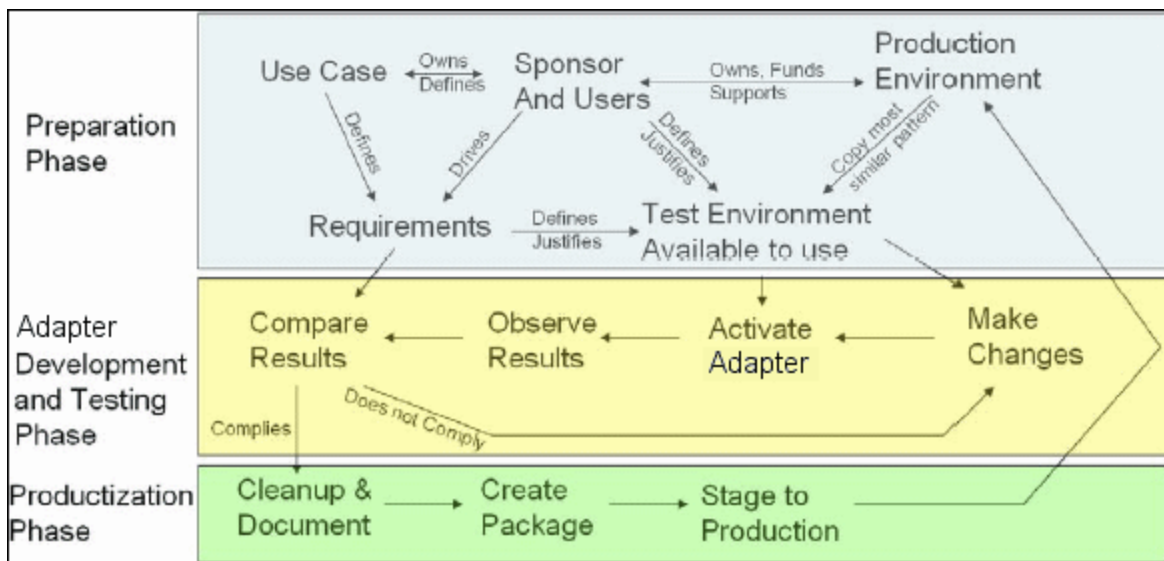 Preparation
Phase
Use Case
Owns
Defines
Sponsor
And Users
Owns, Funds
Supports
Production
Environment
Defines
Drives
Defines
Justifies
Copy most
similar pattern
Requirements
Defines
Justifies
Test Environment
Available to use
Adapter
Development
and Testing
Phase
Compare
Results
Observe
Results
Activate
Adapter
Make
Changes
Complies
Does not Comply
Productization
Phase
Cleanup &
Document
Create
Package
Stage to
Production